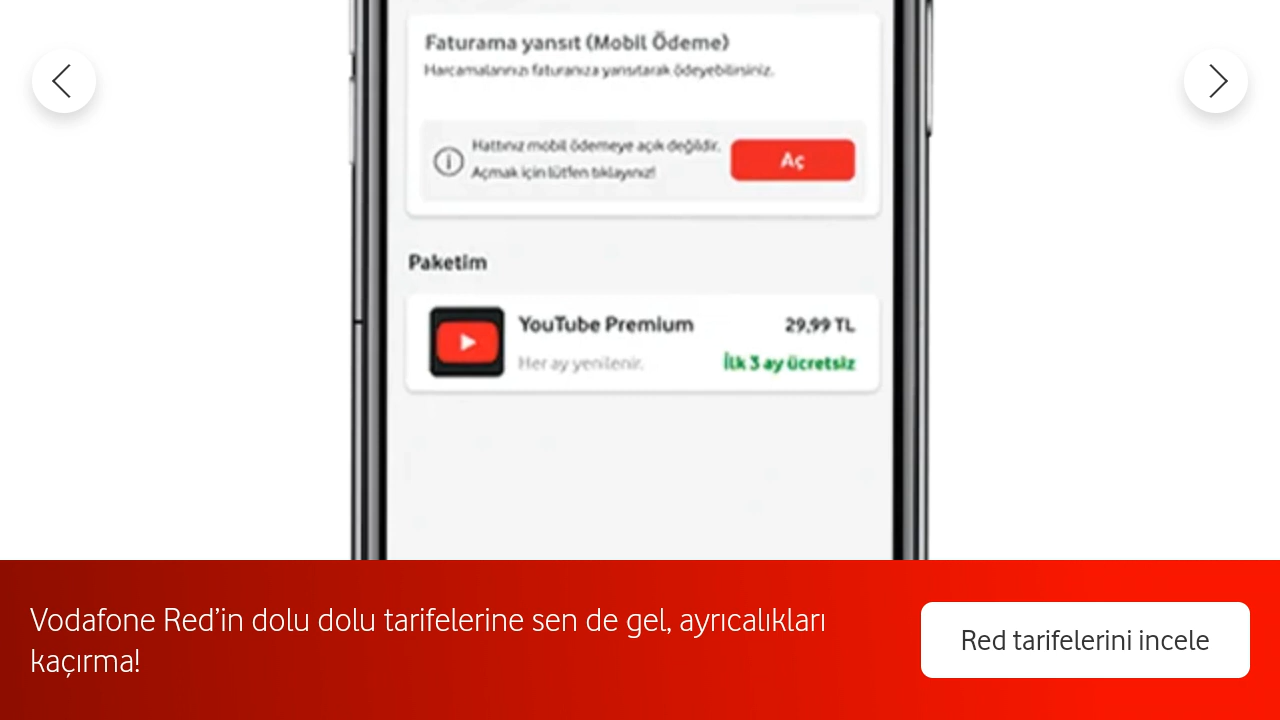 Faturama yansıt (Mobil Ödeme)
Harcamalarınızı faturanıza yansıtarak ödeyebilirsiniz.
Hattınız mobil ödemeye açık değildir.
Açmak için lütfen tıklayınız!
Aç
Paketim
YouTube Premium
29,99 TL
Her ay yenilenir.
İlk 3 ay ücretsiz
Vodafone Red’in dolu dolu tarifelerine sen de gel, ayrıcalıkları
kaçırma!
Red tarifelerini incele